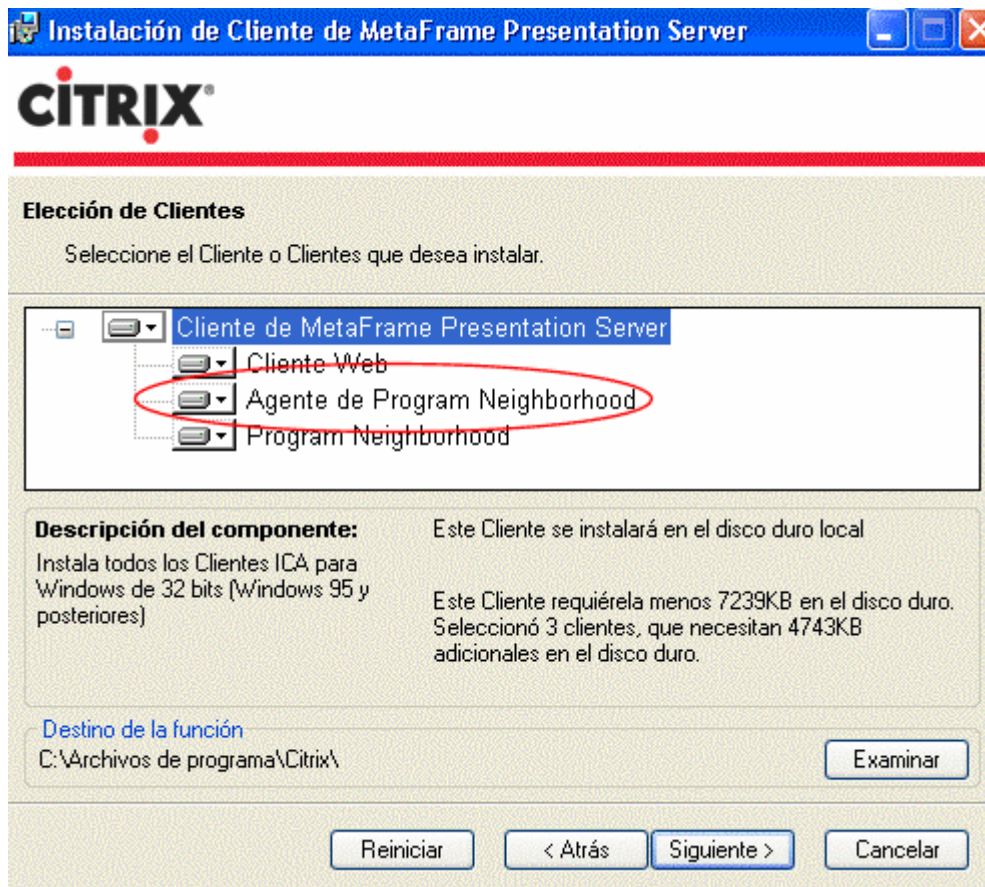 Instalación de Cliente de MetaFrame Presentation Server
CİTRIX®
Elección de Clientes
Seleccione el Cliente o Clientes que desea instalar.
Cliente de MetaFrame Presentation Server
Cliente Web
Agente de Program Neighborhood
Program Neighborhood
Descripción del componente:
Instala todos los Clientes ICA para
Windows de 32 bits (Windows 95 y
posteriores)
Este Cliente se instalará en el disco duro local
Este Cliente requiérela menos 7239KB en el disco duro.
Seleccionó 3 clientes, que necesitan 4743KB
adicionales en el disco duro.
Destino de la función
C:\Archivos de programa\Citrix\
Examinar
Reiniciar
< Atrás
Siguiente >
Cancelar